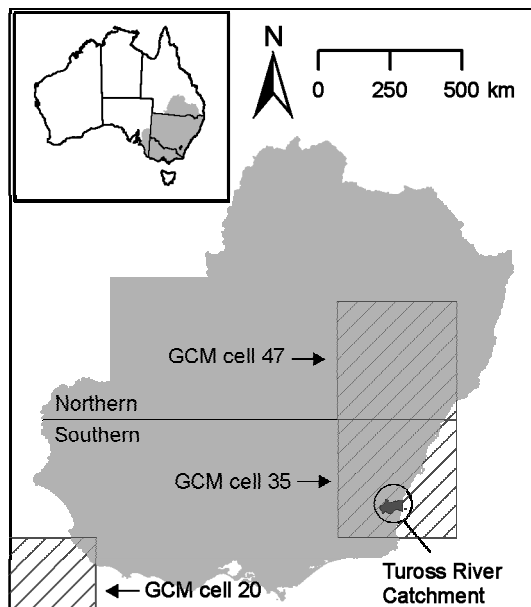 N
0 250 500 km
GCM cell 47
Northern
Southern
GCM cell 35
GCM cell 20
Tuross River
Catchment